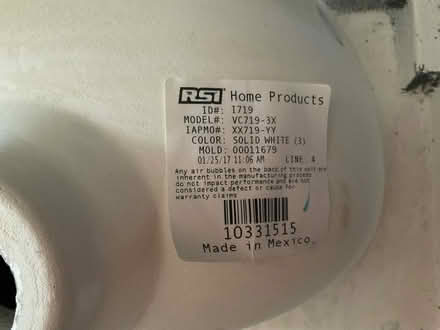 RSI Home Products
ID#: I719
MODEL#: VC719-3X
IAPMO#: XX719-YY
COLOR: SOLID WHITE (3)
MOLD: 00011679
01/25/17 11:06 AM LINE: 4
Any air bubbles on the back of this unit are
inherent in the manufacturing process
do not impact performance and are not
considered a defect or cause for
warranty claims
10331515
Made in Mexico.